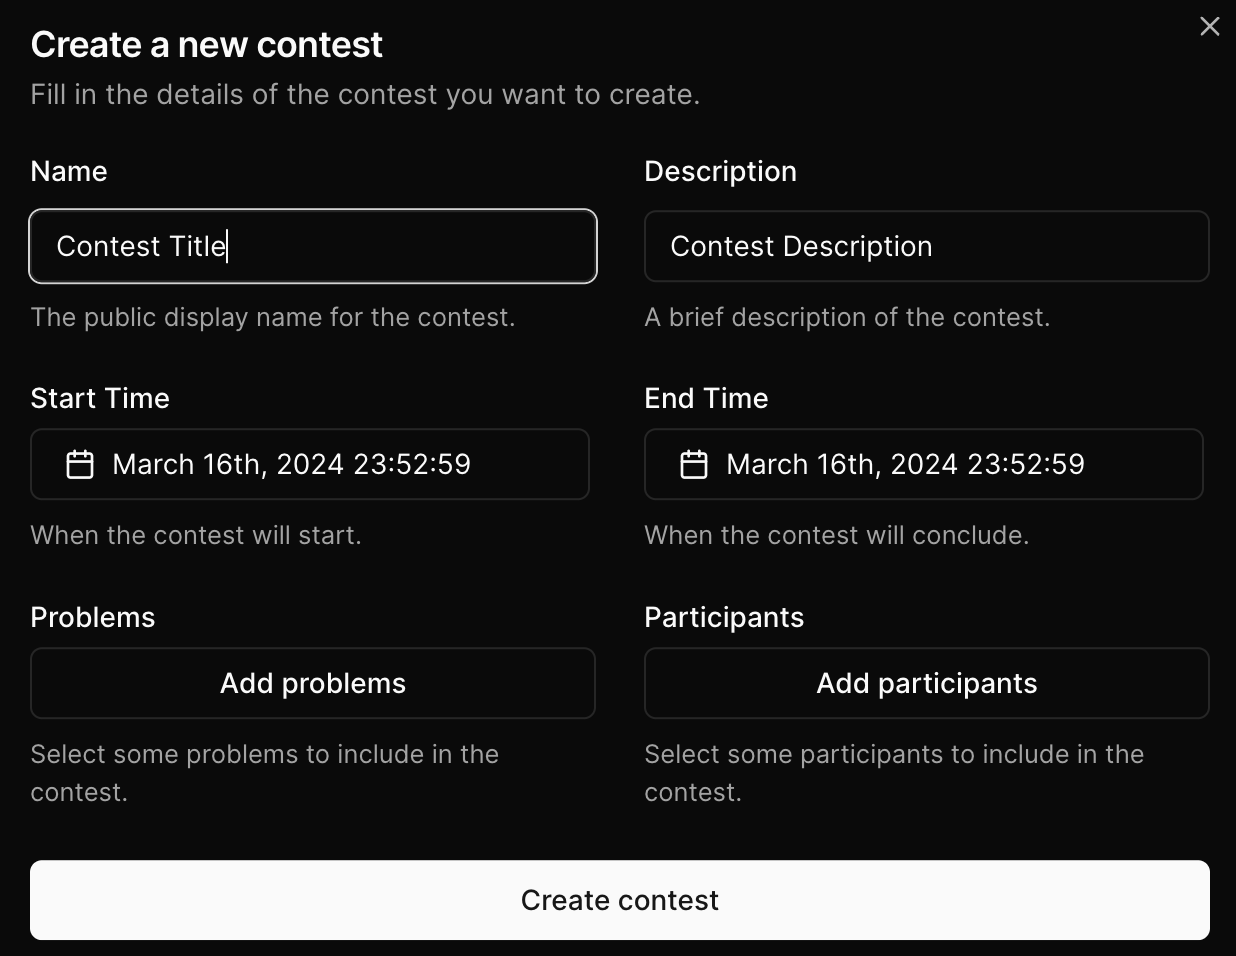 Create a new contest
Fill in the details of the contest you want to create.
Name
Description
Contest Title
Contest Description
The public display name for the contest.
A brief description of the contest.
Start Time
End Time
March 16th, 2024 23:52:59
March 16th, 2024 23:52:59
When the contest will start.
When the contest will conclude.
Problems
Participants
Add problems
Add participants
Select some problems to include in the
contest.
Select some participants to include in the
contest.
Create contest